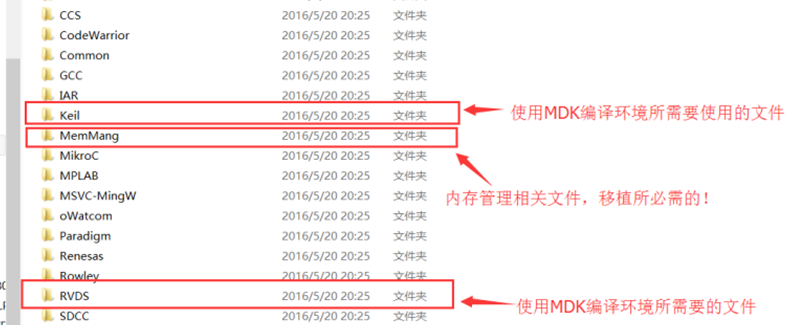 CCS 2016/5/20 20:25 文件夹
CodeWarrior 2016/5/20 20:25 文件夹
Common 2016/5/20 20:25 文件夹
GCC 2016/5/20 20:25 文件夹
IAR 2016/5/20 20:25 文件夹
Keil 2016/5/20 20:25 文件夹 使用MDK编译环境所需要使用的文件
MemMang 2016/5/20 20:25 文件夹
MikroC 2016/5/20 20:25 文件夹
MPLAB 2016/5/20 20:25 文件夹
MSVC-MingW 2016/5/20 20:25 文件夹 内存管理相关文件，移植所必需的！
oWatcom 2016/5/20 20:25 文件夹
Paradigm 2016/5/20 20:25 文件夹
Renesas 2016/5/20 20:25 文件夹
Rowley 2016/5/20 20:25 文件夹
RVDS 2016/5/20 20:25 文件夹 使用MDK编译环境所需要的文件
SDCC 2016/5/20 20:25 文件夹